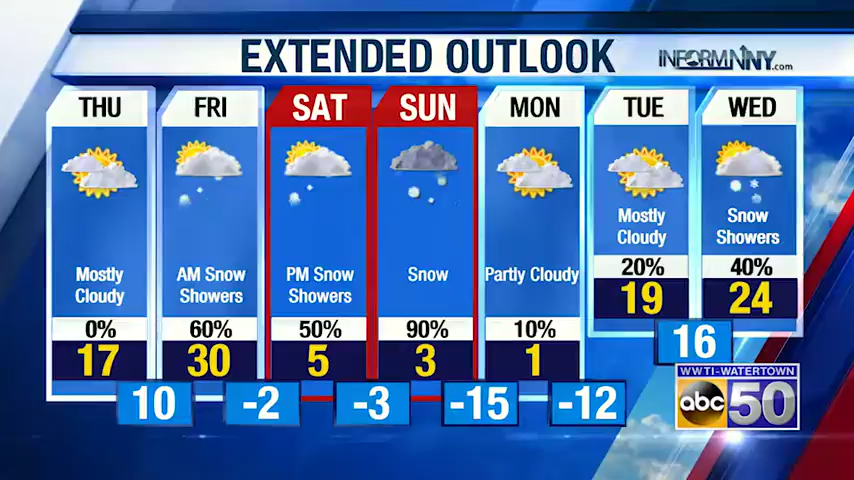 EXTENDED OUTLOOK
INFORMNNY.com
THU
Mostly
Cloudy
0%
17
FRI
AM Snow
Showers
60%
30
SAT
PM Snow
Showers
50%
5
SUN
Snow
90%
3
MON
Partly Cloudy
10%
1
TUE
Mostly
Cloudy
20%
19
WED
Snow
Showers
40%
24
10
-2
-3
-15
-12
16
WWTI-WATERTOWN
abc 50